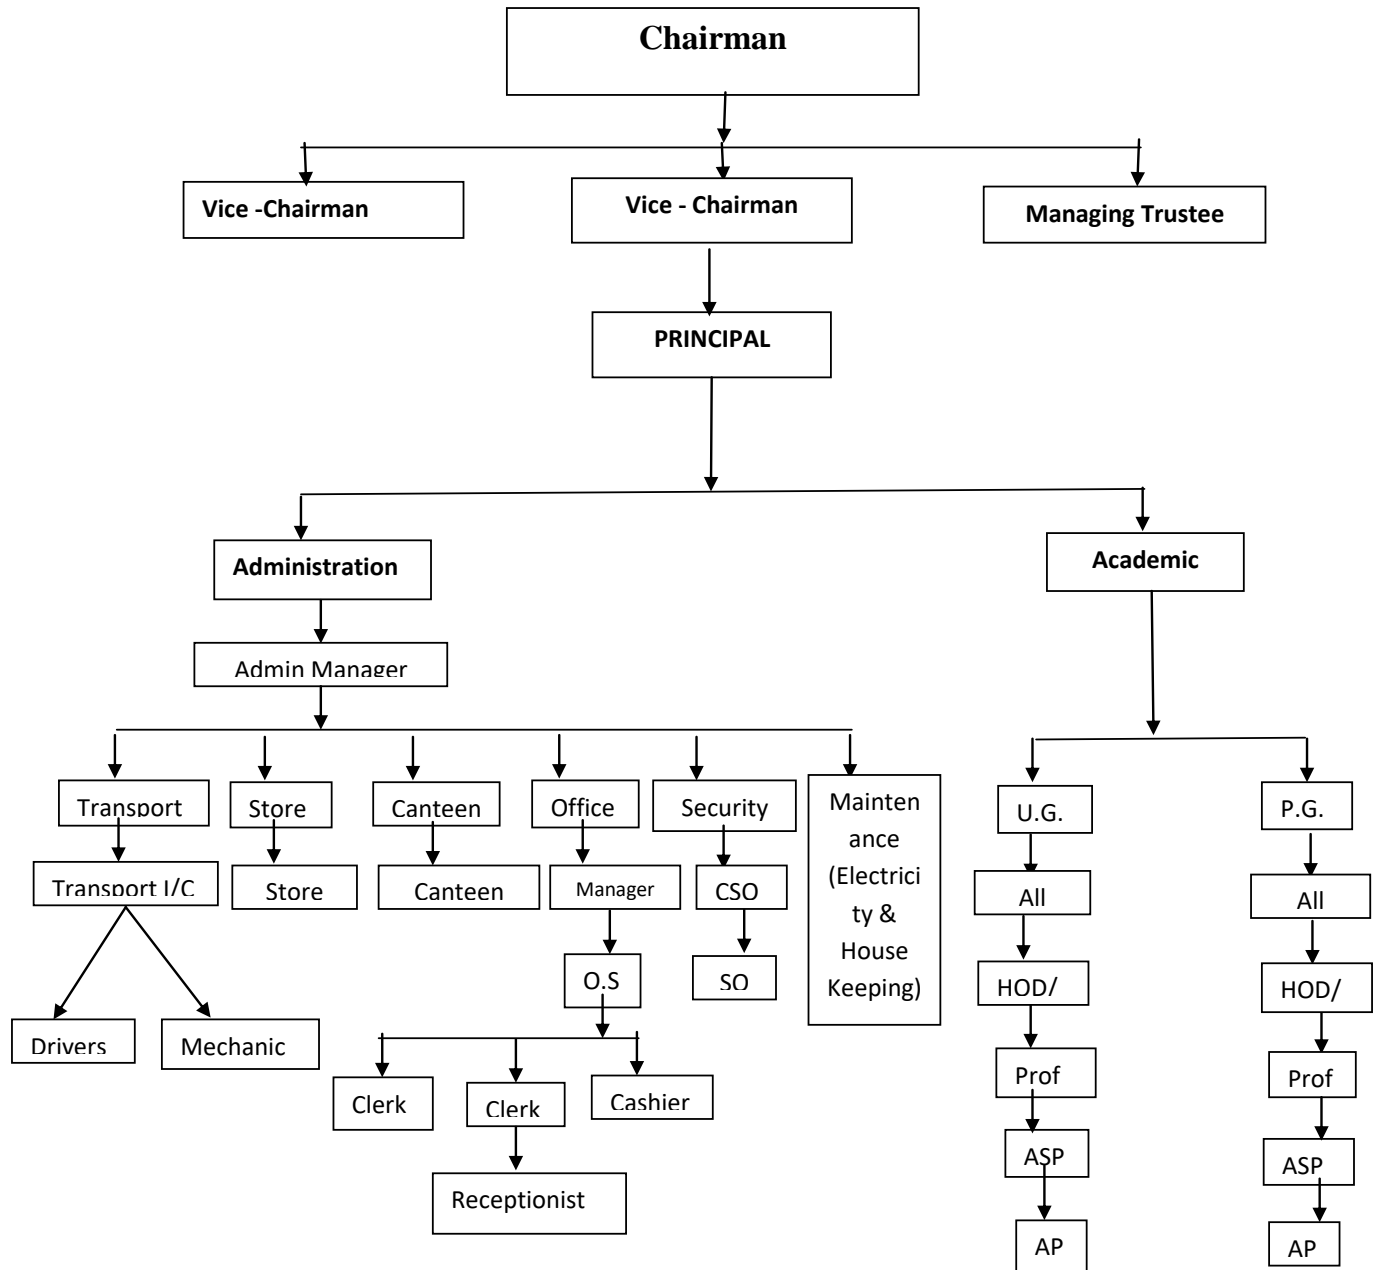 Chairman
Vice -Chairman
Vice - Chairman
Managing Trustee
PRINCIPAL
Administration
Academic
Admin Manager
Transport
Store
Canteen
Office
Security
Mainten
ance
(Electrici
ty &
House
Keeping)
U.G.
P.G.
Transport I/C
Store
Canteen
Manager
CSO
All
All
O.S
SO
HOD/
HOD/
Drivers
Mechanic
Prof
Prof
Clerk
Clerk
Cashier
ASP
ASP
Receptionist
AP
AP